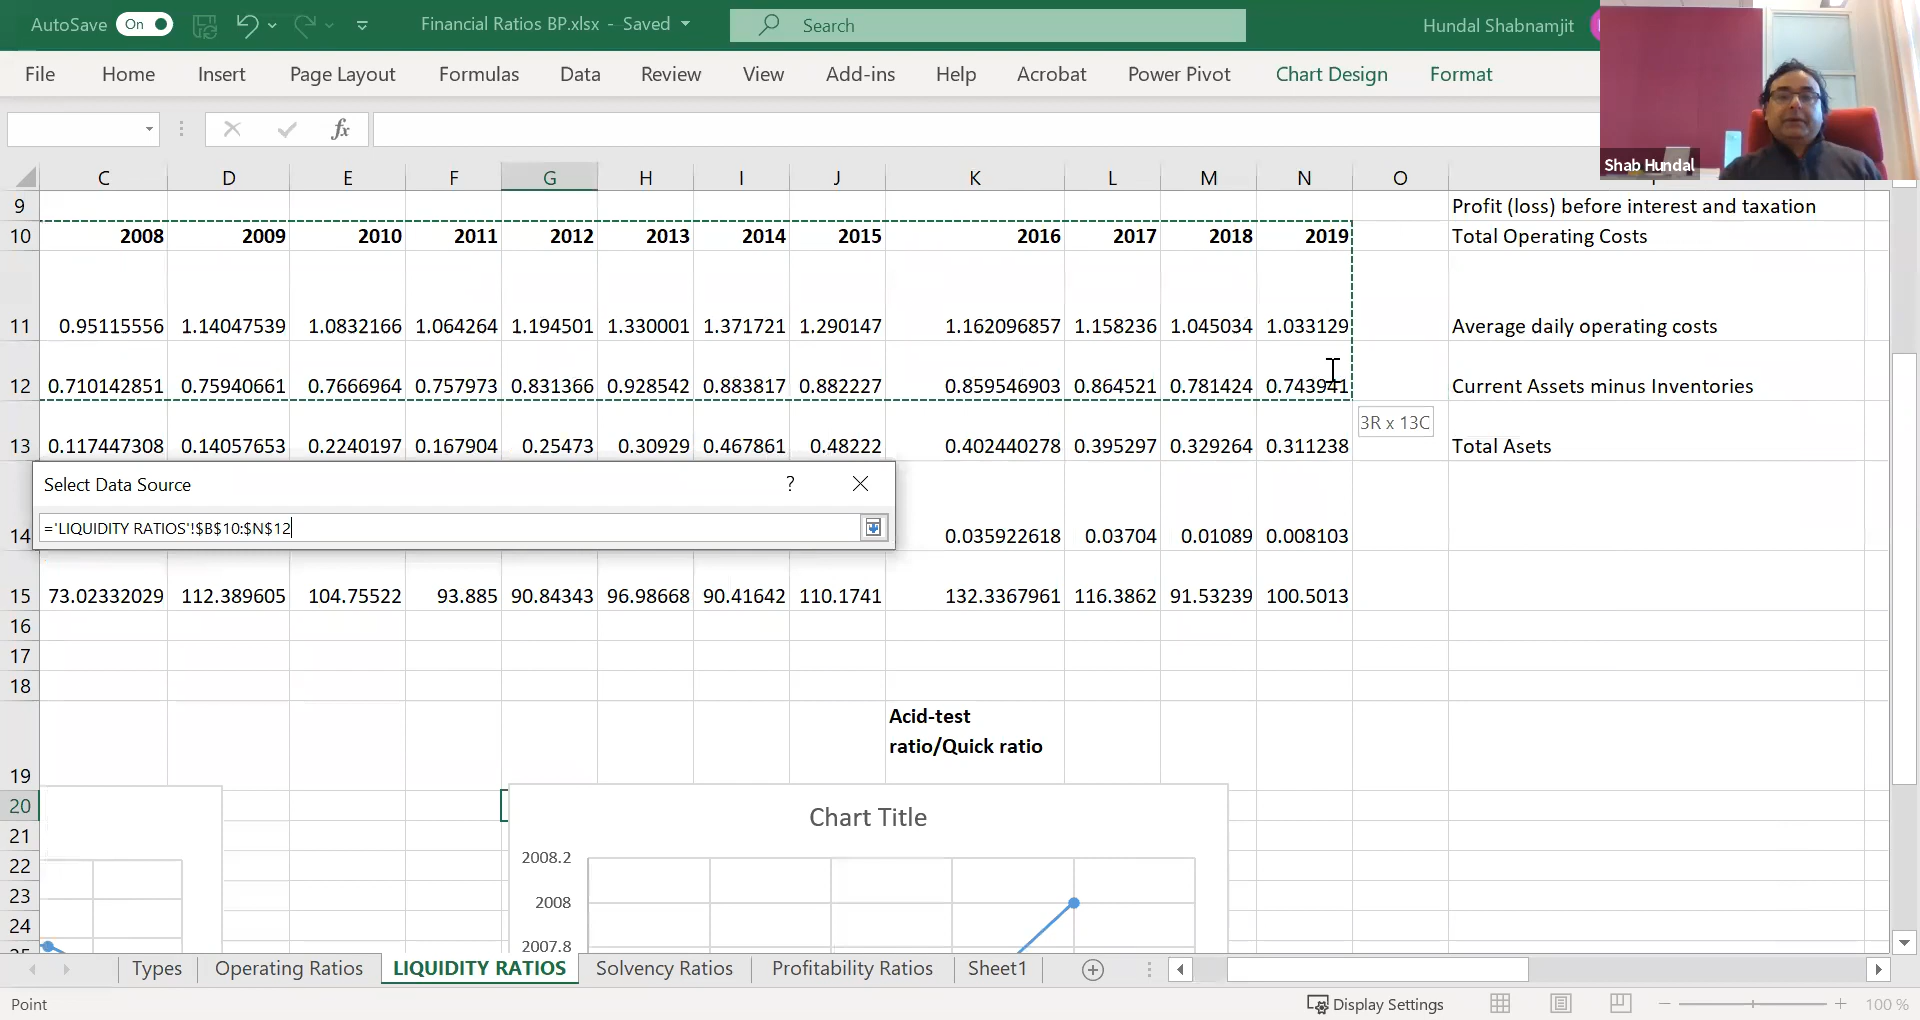 AutoSave On Financial Ratios BP.xlsx - Saved Search Hundal Shabnamjit
File Home Insert Page Layout Formulas Data Review View Add-ins Help Acrobat Power Pivot Chart Design Format
fx
Shab Hundal
C D E F G H I J K L M N O
9 Profit (loss) before interest and taxation
10 2008 2009 2010 2011 2012 2013 2014 2015 2016 2017 2018 2019 Total Operating Costs
11 0.95115556 1.14047539 1.0832166 1.064264 1.194501 1.330001 1.371721 1.290147 1.162096857 1.158236 1.045034 1.033129 Average daily operating costs
12 0.710142851 0.75940661 0.7666964 0.757973 0.831366 0.928542 0.883817 0.882227 0.859546903 0.864521 0.781424 0.743941 Current Assets minus Inventories
3R x 13C
13 0.117447308 0.14057653 0.2240197 0.167904 0.25473 0.30929 0.467861 0.48222 0.402440278 0.395297 0.329264 0.311238 Total Asets
Select Data Source ?
='LIQUIDITY RATIOS'!$B$10:$N$12
14 0.035922618 0.03704 0.01089 0.008103
15 73.02332029 112.389605 104.75522 93.885 90.84343 96.98668 90.41642 110.1741 132.3367961 116.3862 91.53239 100.5013
16
17
18
Acid-test
ratio/Quick ratio
19
20
Chart Title
21
22 2008.2
23
24 2008
2007.8
Types Operating Ratios LIQUIDITY RATIOS Solvency Ratios Profitability Ratios Sheet1
Point Display Settings 100 %